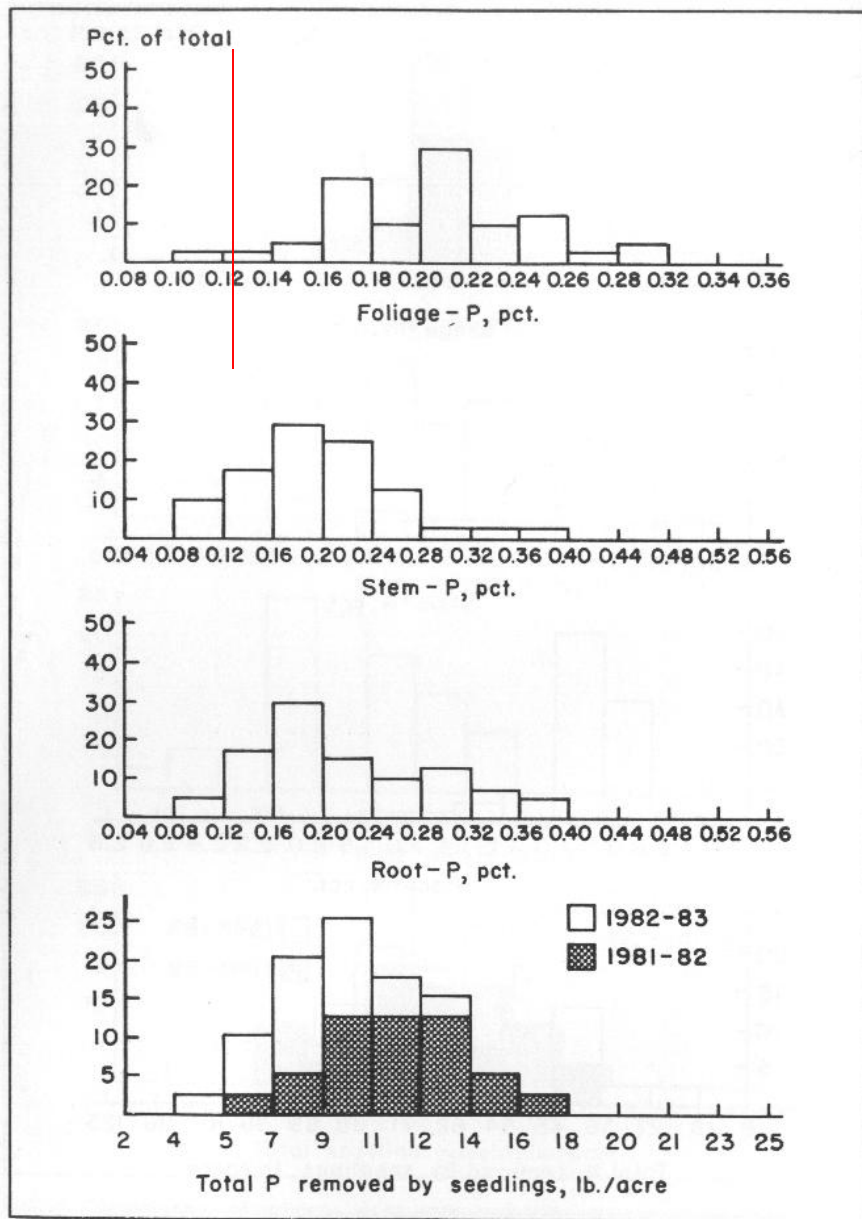 Pct. of total
50
40
30
20
10
0.08 0.10 0.12 0.14 0.16 0.18 0.20 0.22 0.24 0.26 0.28 0.32 0.34 0.36
Foliage - P, pct.
50
40
30
20
10
0.04 0.08 0.12 0.16 0.20 0.24 0.28 0.32 0.36 0.40 0.44 0.48 0.52 0.56
Stem - P, pct.
50
40
30
20
10
0.04 0.08 0.12 0.16 0.20 0.24 0.28 0.32 0.36 0.40 0.44 0.48 0.52 0.56
Root - P, pct.
25
20
15
10
5
1982-83
1981-82
2 4 5 7 9 11 12 14 16 18 20 21 23 25
Total P removed by seedlings, lb./acre